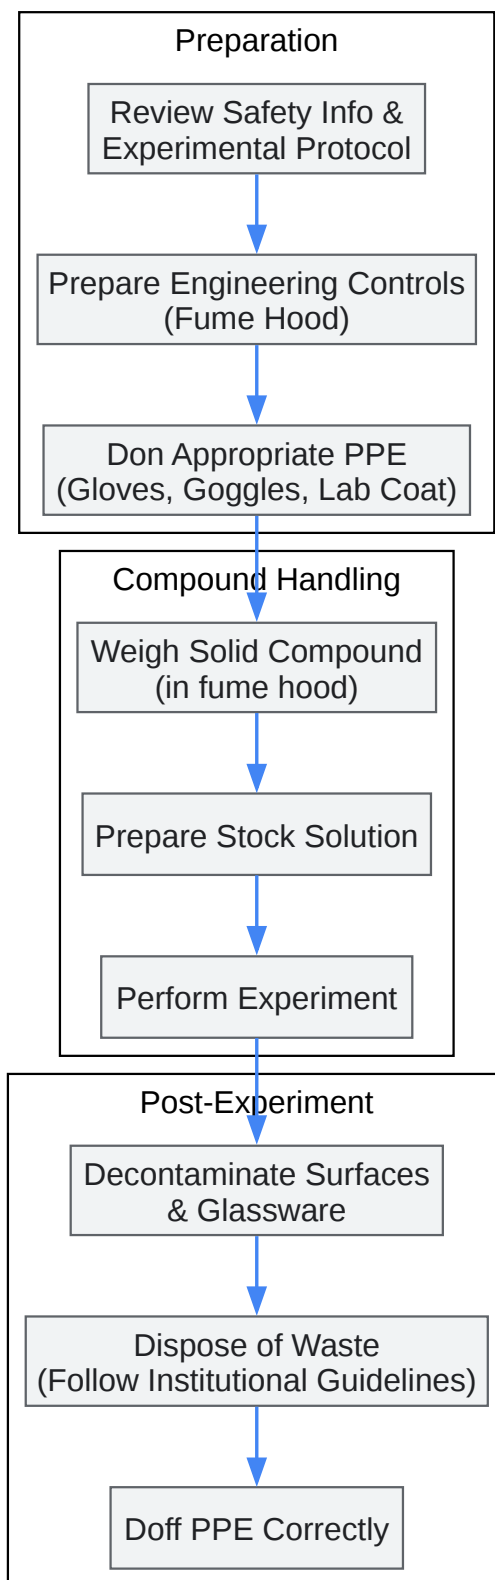 Preparation
Review Safety Info &
Experimental Protocol
Prepare Engineering Controls
(Fume Hood)
Don Appropriate PPE
(Gloves, Goggles, Lab Coat)
Compound Handling
Weigh Solid Compound
(in fume hood)
Prepare Stock Solution
Perform Experiment
Post-Experiment
Decontaminate Surfaces
& Glassware
Dispose of Waste
(Follow Institutional Guidelines)
Doff PPE Correctly